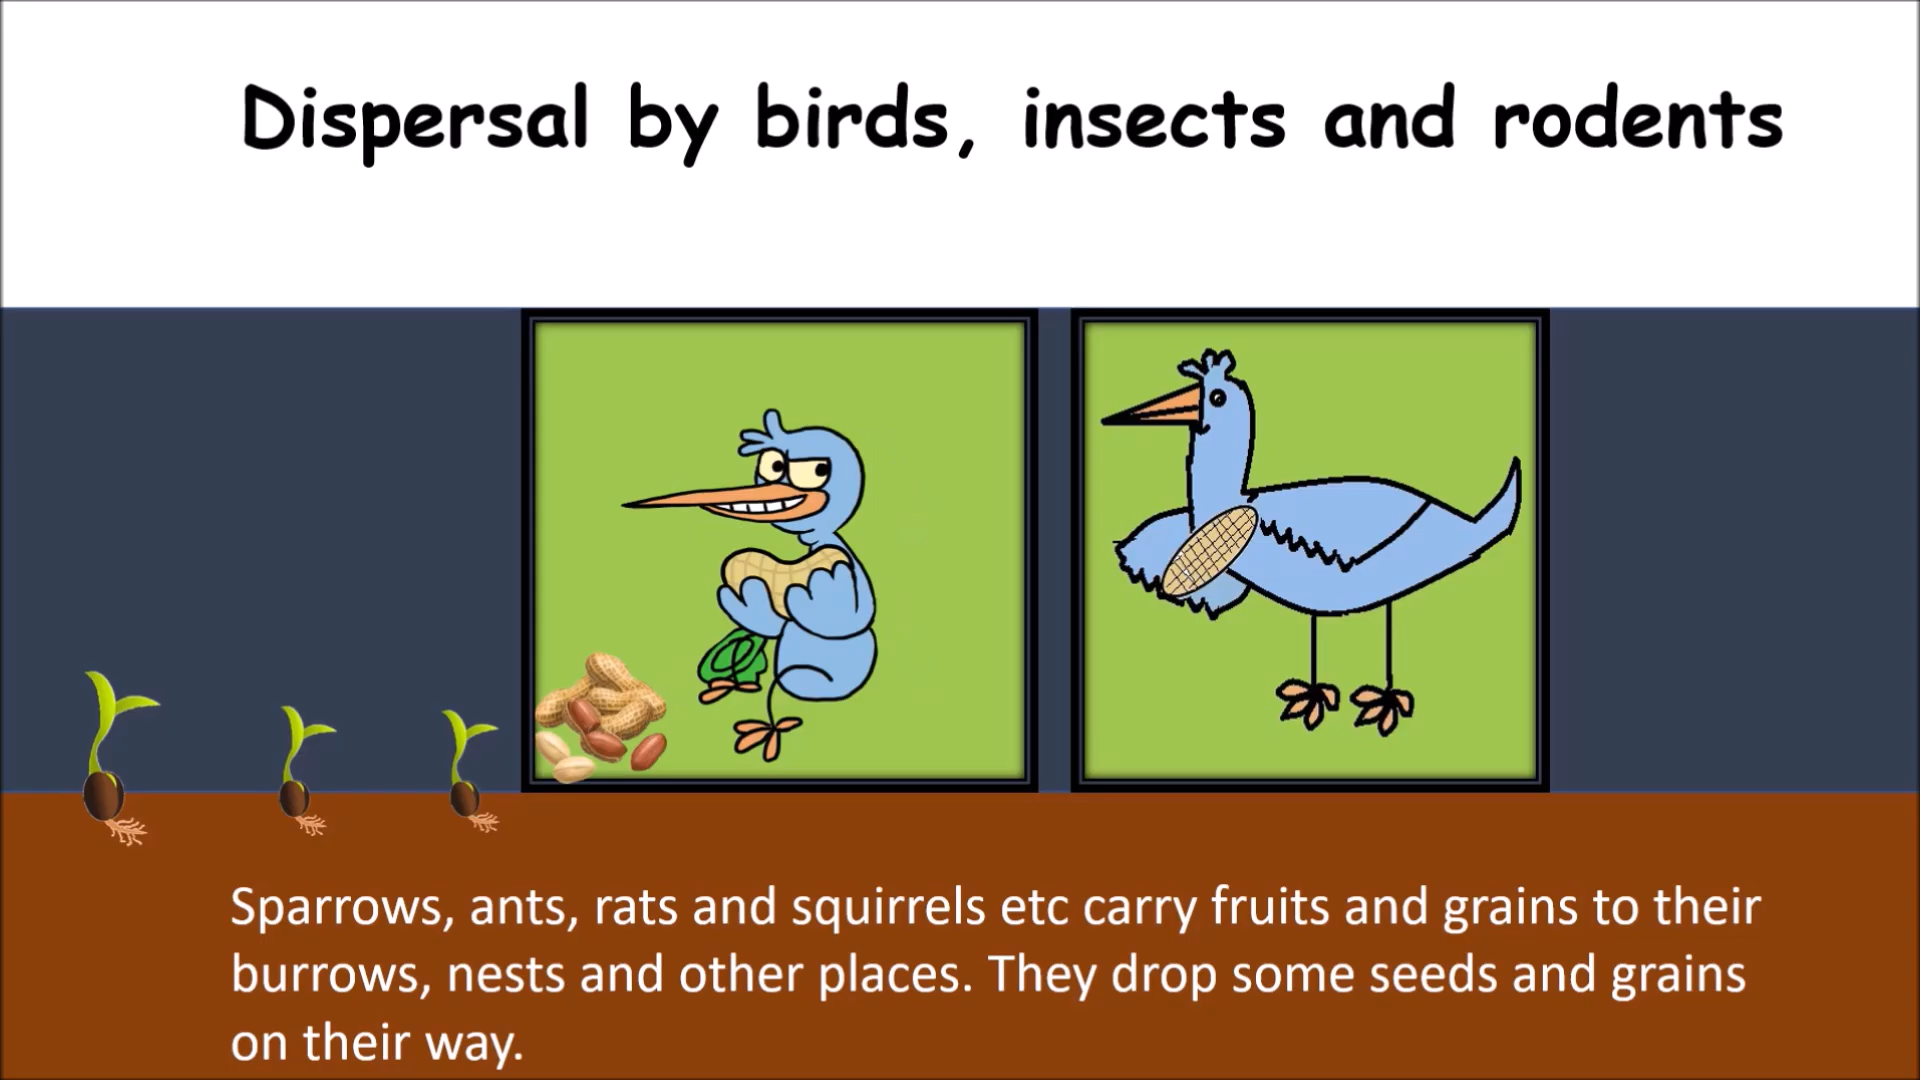 Dispersal by birds, insects and rodents
Sparrows, ants, rats and squirrels etc carry fruits and grains to their
burrows, nests and other places. They drop some seeds and grains
on their way.